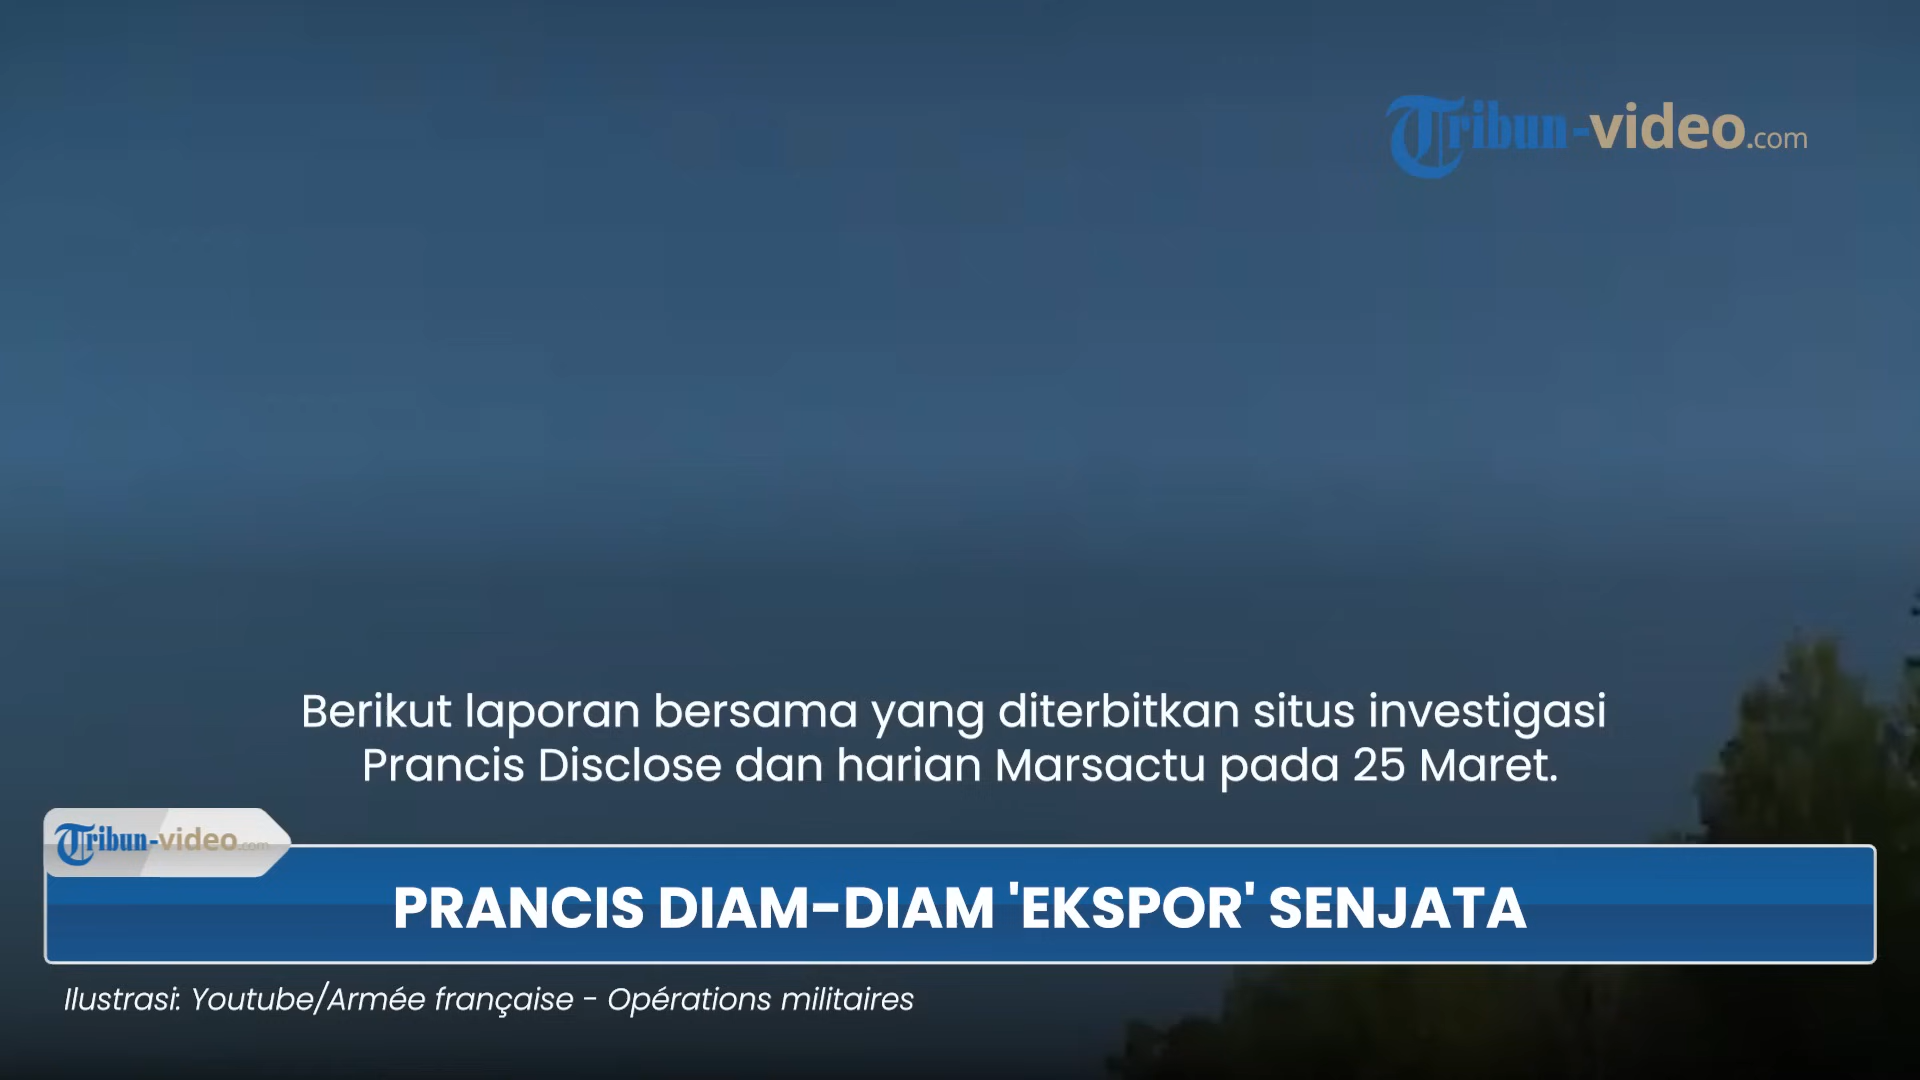 Tribun-video.com
Berikut laporan bersama yang diterbitkan situs investigasi
Prancis Disclose dan harian Marsactu pada 25 Maret.
Tribun-video.com
PRANCIS DIAM-DIAM 'EKSPOR' SENJATA
Ilustrasi: Youtube/Armée française - Opérations militaires